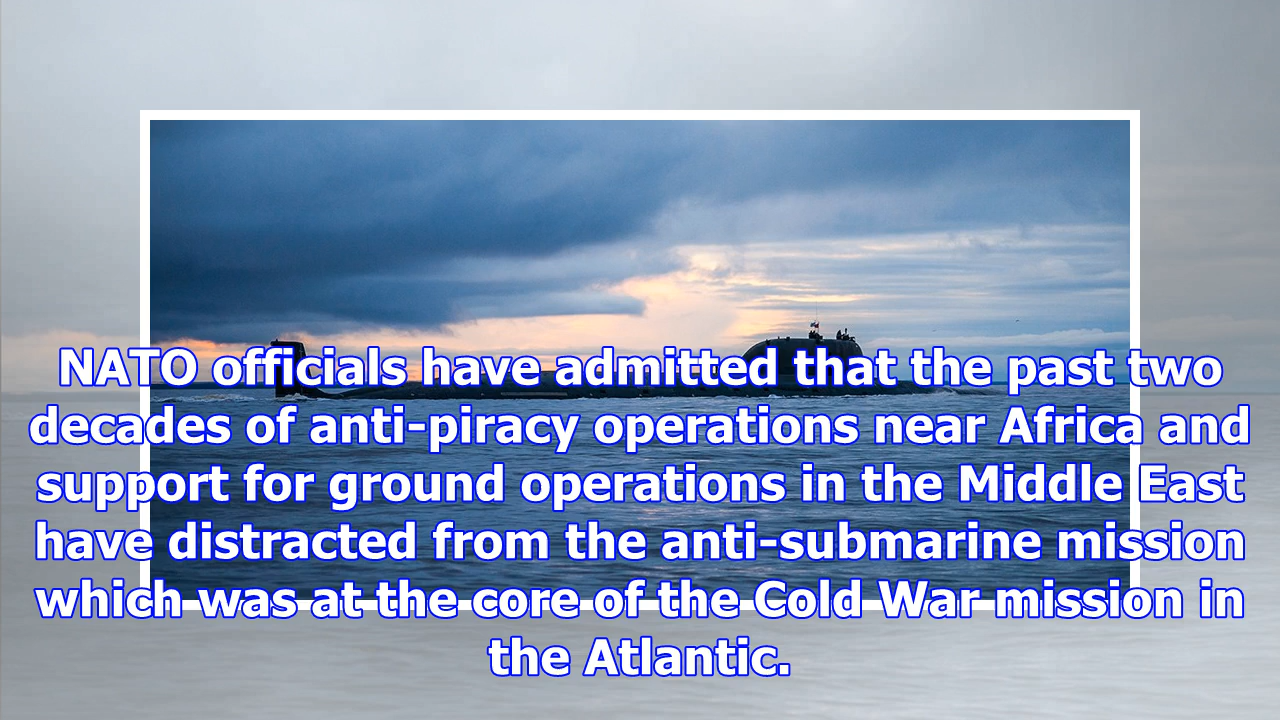 NATO officials have admitted that the past two
decades of anti-piracy operations near Africa and
support for ground operations in the Middle East
have distracted from the anti-submarine mission
which was at the core of the Cold War mission in
the Atlantic.